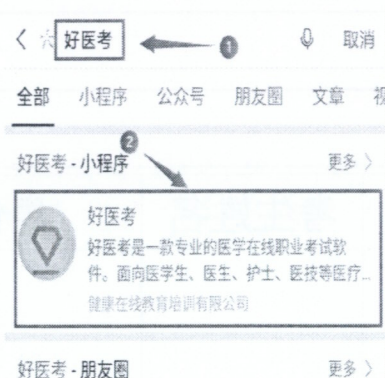 好医考
1
取消
全部 小程序 公众号 朋友圈 文章 视
2
好医考 - 小程序 更多 >
好医考
好医考是一款专业的医学在线职业考试软
件。面向医学生、医生、护士、医技等医疗...
健康在线教育培训有限公司
好医考 - 朋友圈 更多 >